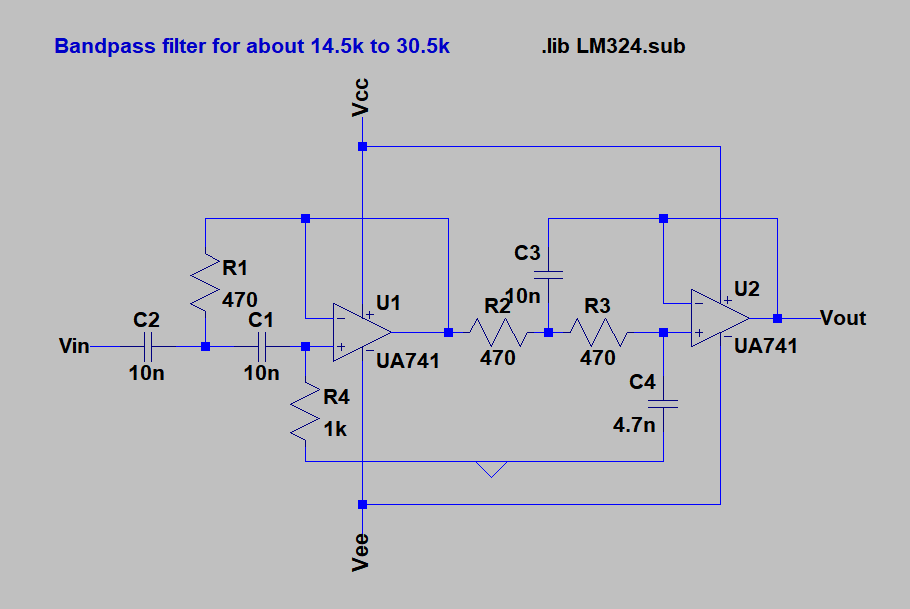 Bandpass filter for about 14.5k to 30.5k
.lib LM324.sub
Vcc
C3
10n
R1
470
U1
+
−
+
−
UA741
U2
+
−
+
−
UA741
R2
470
R3
470
Vout
C2
10n
C1
10n
Vin
R4
1k
C4
4.7n
Vee